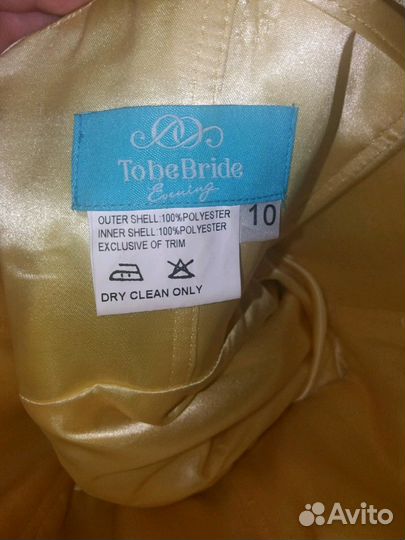 TobeBride
Evening
OUTER SHELL:100%POLYESTER
INNER SHELL:100%POLYESTER
EXCLUSIVE OF TRIM
10
DRY CLEAN ONLY
Avito